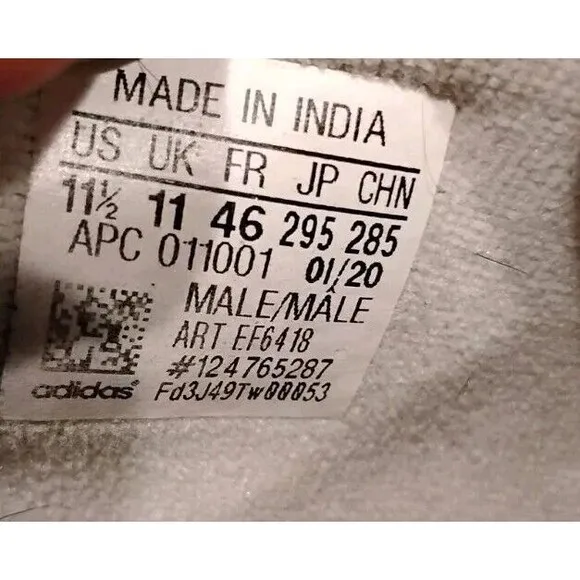 MADE IN INDIA
US UK FR JP CHN
11½ 11 46 295 285
APC 011001 01/20
MALE/MÂLE
ART EF6418
#124765287
adidas Fd3J49Tw00053